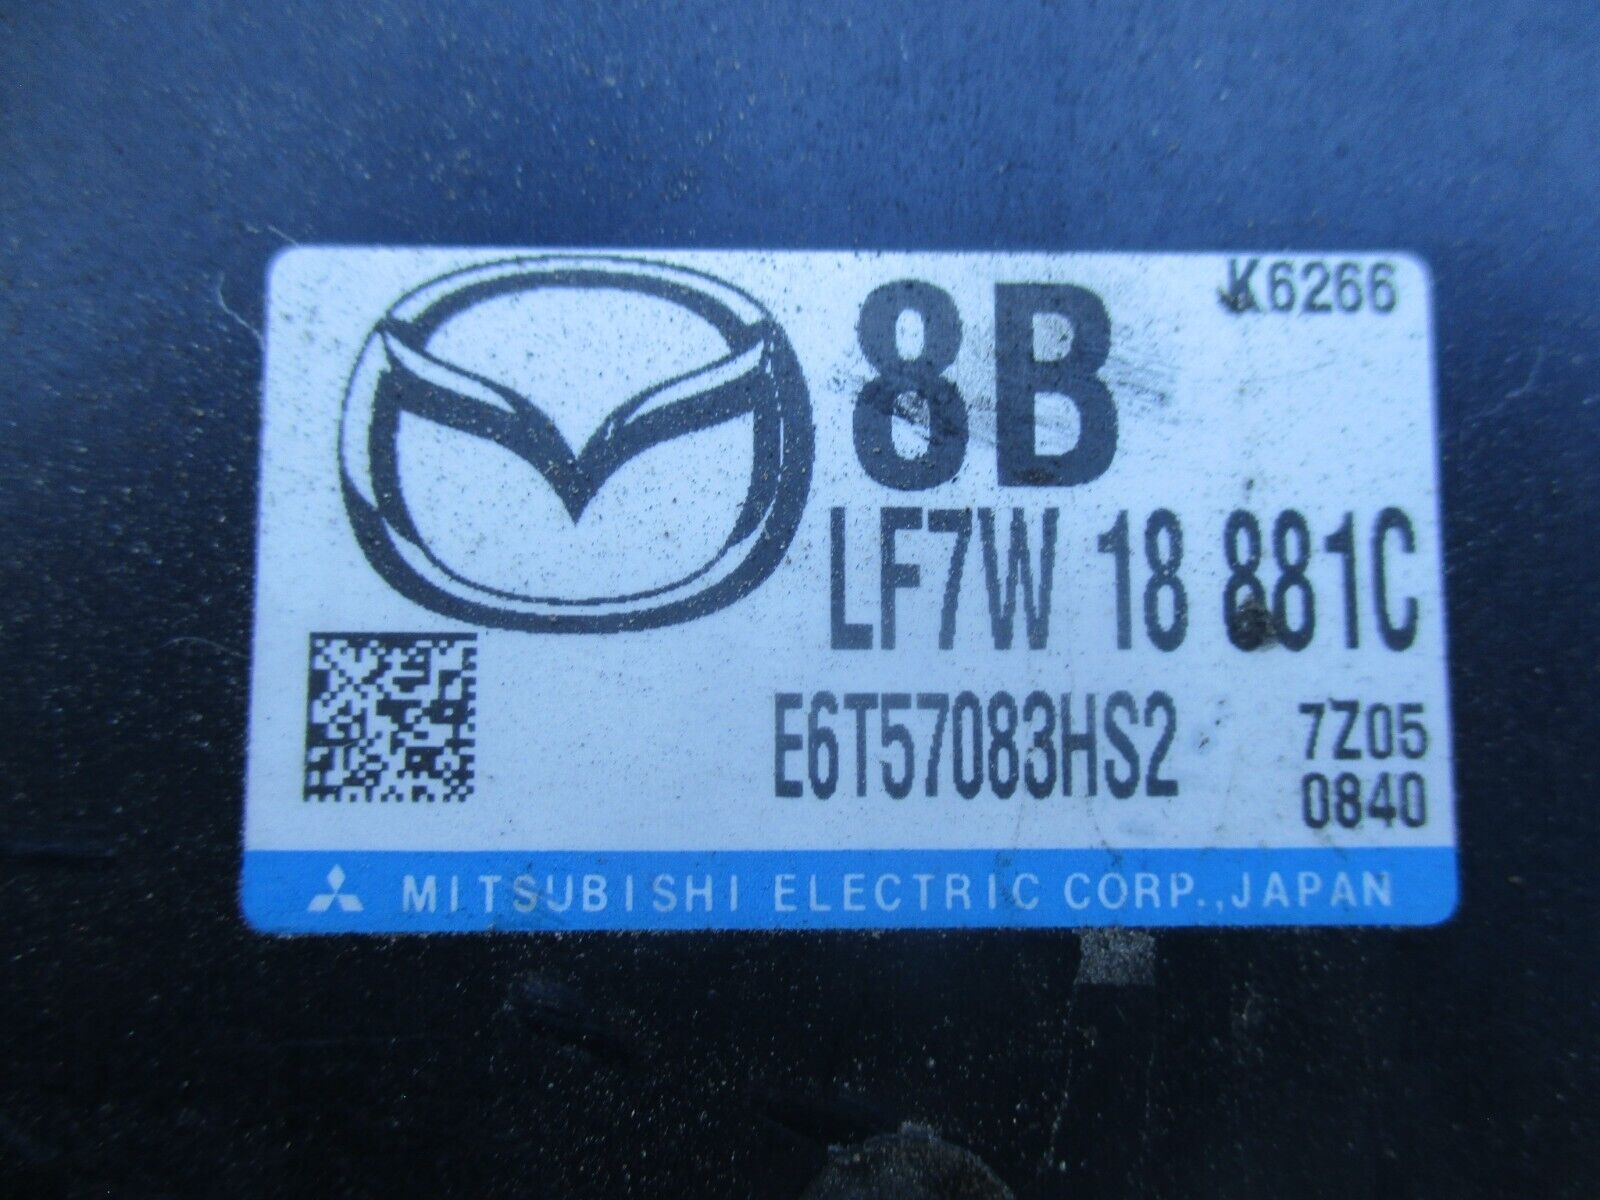 K6266
8B
LF7W 18 881C
E6T57083HS2
7Z05
0840
MITSUBISHI ELECTRIC CORP.,JAPAN